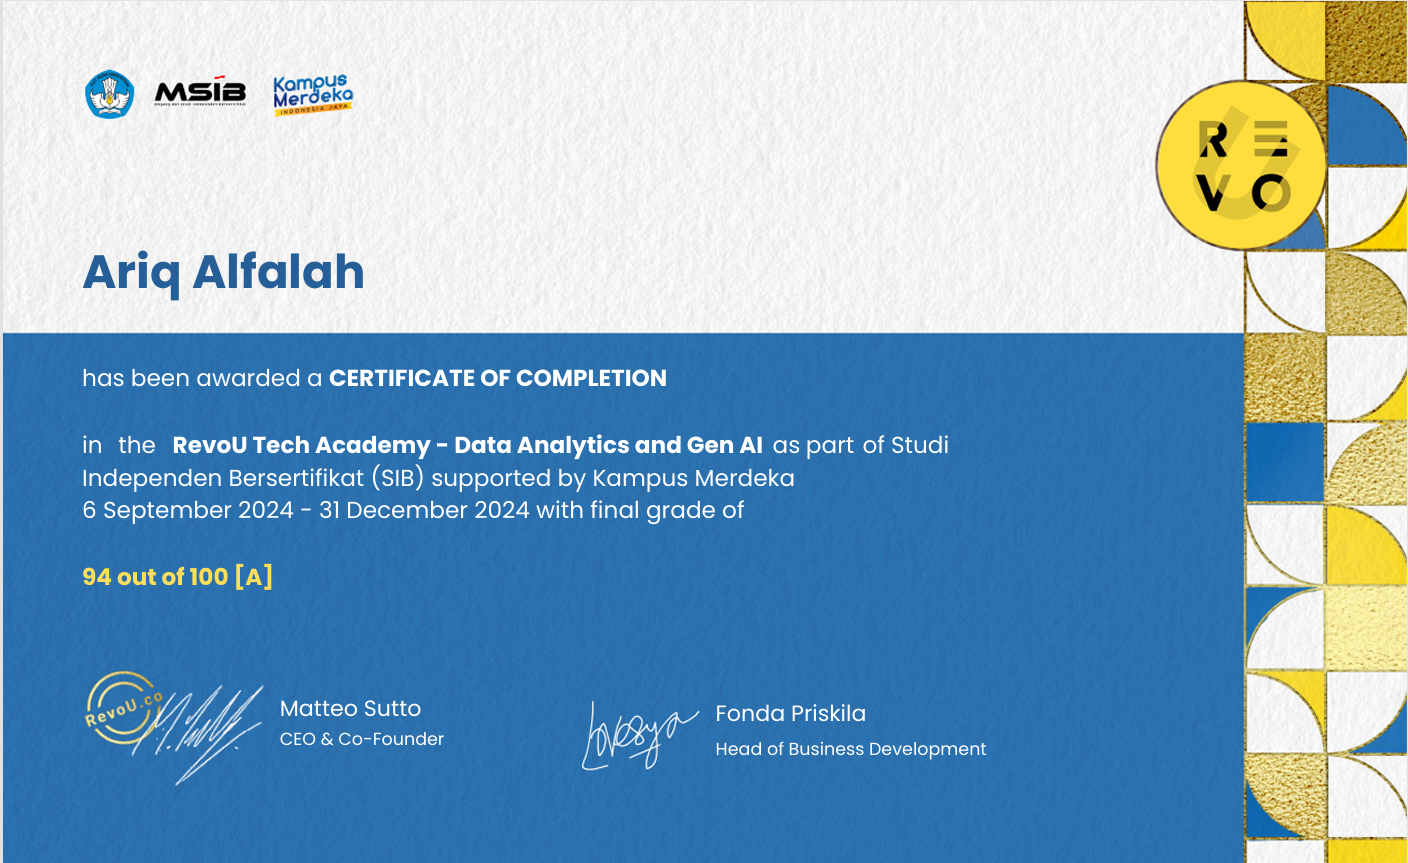 MSIB
Kampus
Merdeka
INDONESIA JAYA
REVO
Ariq Alfalah
has been awarded a CERTIFICATE OF COMPLETION
in the RevoU Tech Academy - Data Analytics and Gen AI as part of Studi
Independen Bersertifikat (SIB) supported by Kampus Merdeka
6 September 2024 - 31 December 2024 with final grade of
94 out of 100 [A]
RevoU.co
Matteo Sutto
CEO & Co-Founder
Fonda Priskila
Head of Business Development